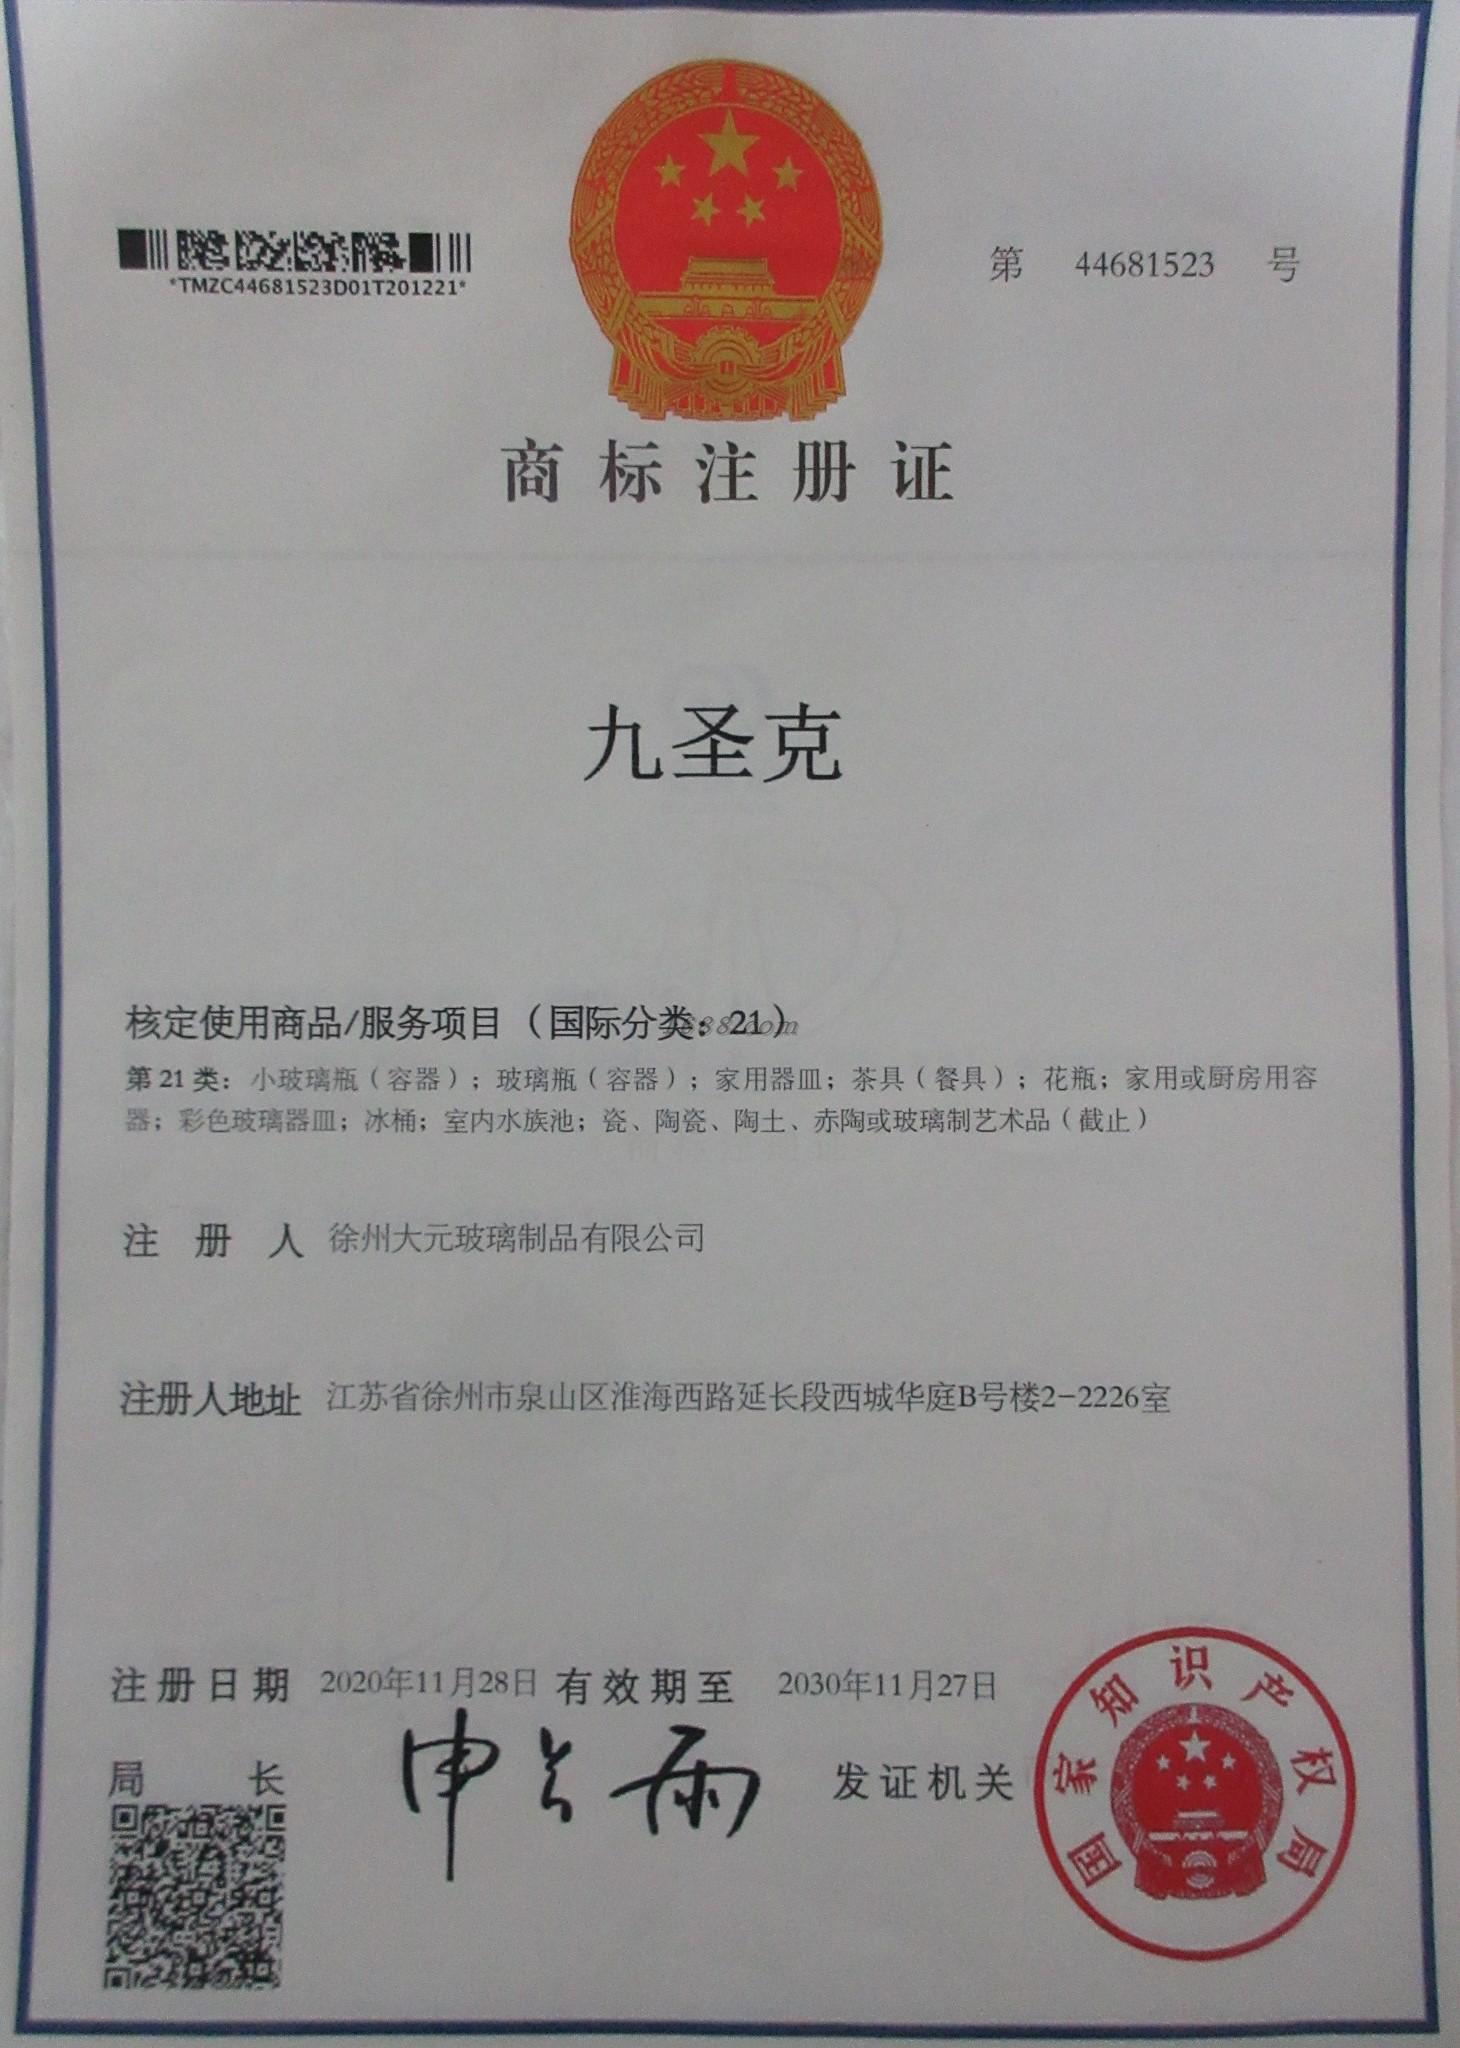 *TMZC44681523D01T201221*
第 44681523 号
商标注册证
九圣克
核定使用商品/服务项目（国际分类：21）
1688.com
第 21 类：小玻璃瓶（容器）；玻璃瓶（容器）；家用器皿；茶具（餐具）；花瓶；家用或厨房用容
器；彩色玻璃器皿；冰桶；室内水族池；瓷、陶瓷、陶土、赤陶或玻璃制艺术品（截止）
注册人 徐州大元玻璃制品有限公司
注册人地址 江苏省徐州市泉山区淮海西路延长段西城华庭B号楼2-2226室
注册日期 2020年11月28日 有效期至 2030年11月27日
局长 申长雨 发证机关
国家知识产权局